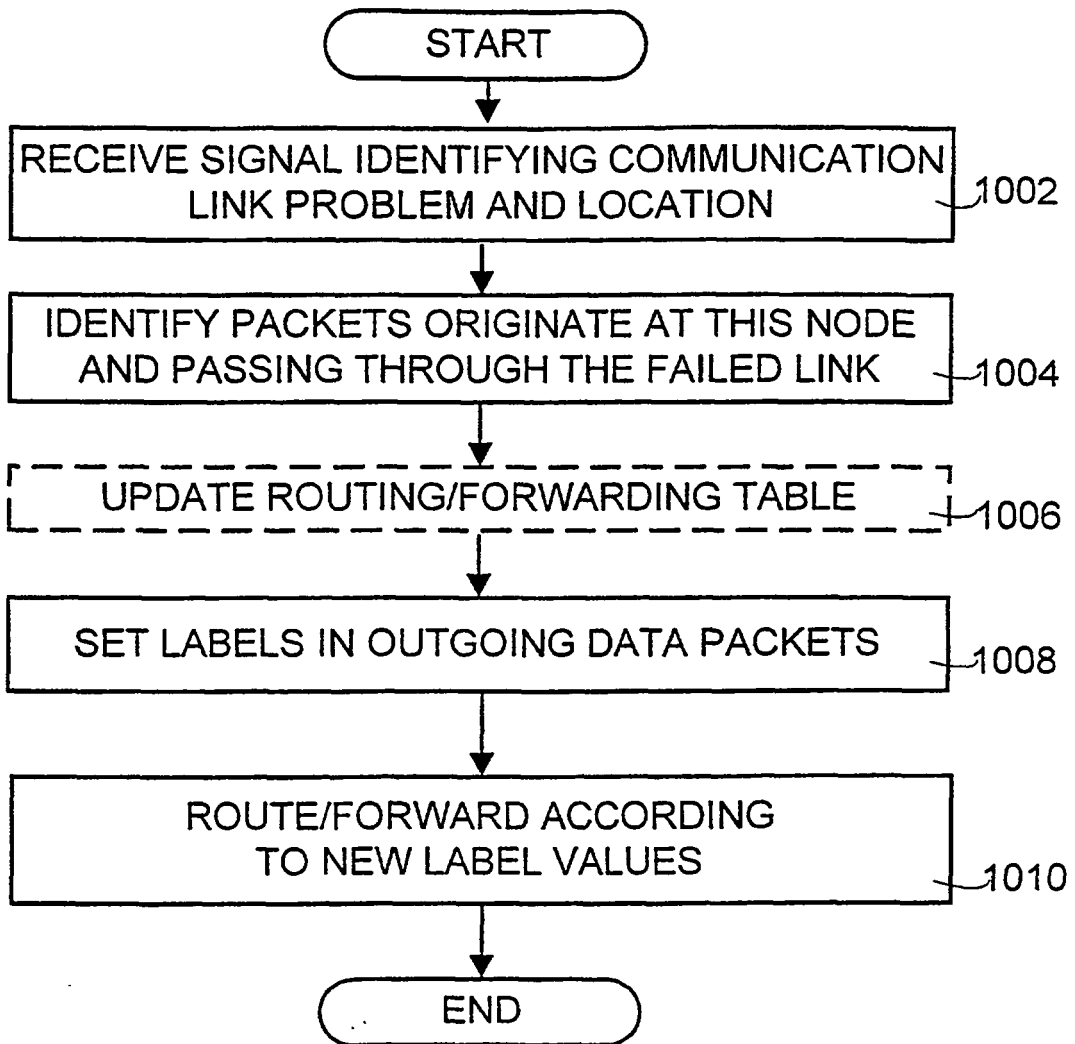 START
RECEIVE SIGNAL IDENTIFYING COMMUNICATION
LINK PROBLEM AND LOCATION
1002
IDENTIFY PACKETS ORIGINATE AT THIS NODE
AND PASSING THROUGH THE FAILED LINK
1004
UPDATE ROUTING/FORWARDING TABLE
1006
SET LABELS IN OUTGOING DATA PACKETS
1008
ROUTE/FORWARD ACCORDING
TO NEW LABEL VALUES
1010
END